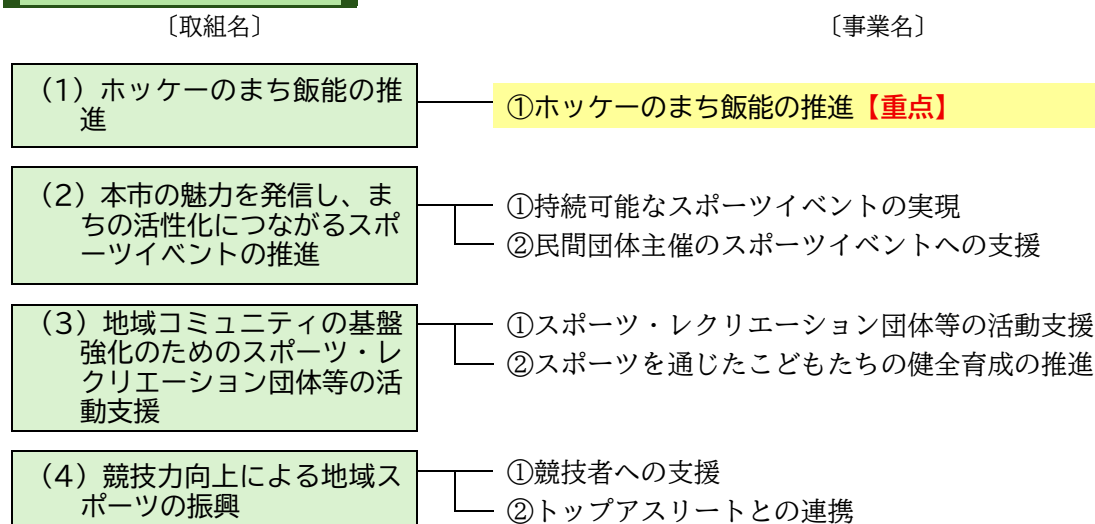 〔取組名〕
〔事業名〕
（1）ホッケーのまち飯能の推
進
①ホッケーのまち飯能の推進【重点】
（2）本市の魅力を発信し、ま
ちの活性化につながるスポ
ーツイベントの推進
①持続可能なスポーツイベントの実現
②民間団体主催のスポーツイベントへの支援
（3）地域コミュニティの基盤
強化のためのスポーツ・レ
クリエーション団体等の活
動支援
①スポーツ・レクリエーション団体等の活動支援
②スポーツを通じたこどもたちの健全育成の推進
（4）競技力向上による地域ス
ポーツの振興
①競技者への支援
②トップアスリートとの連携